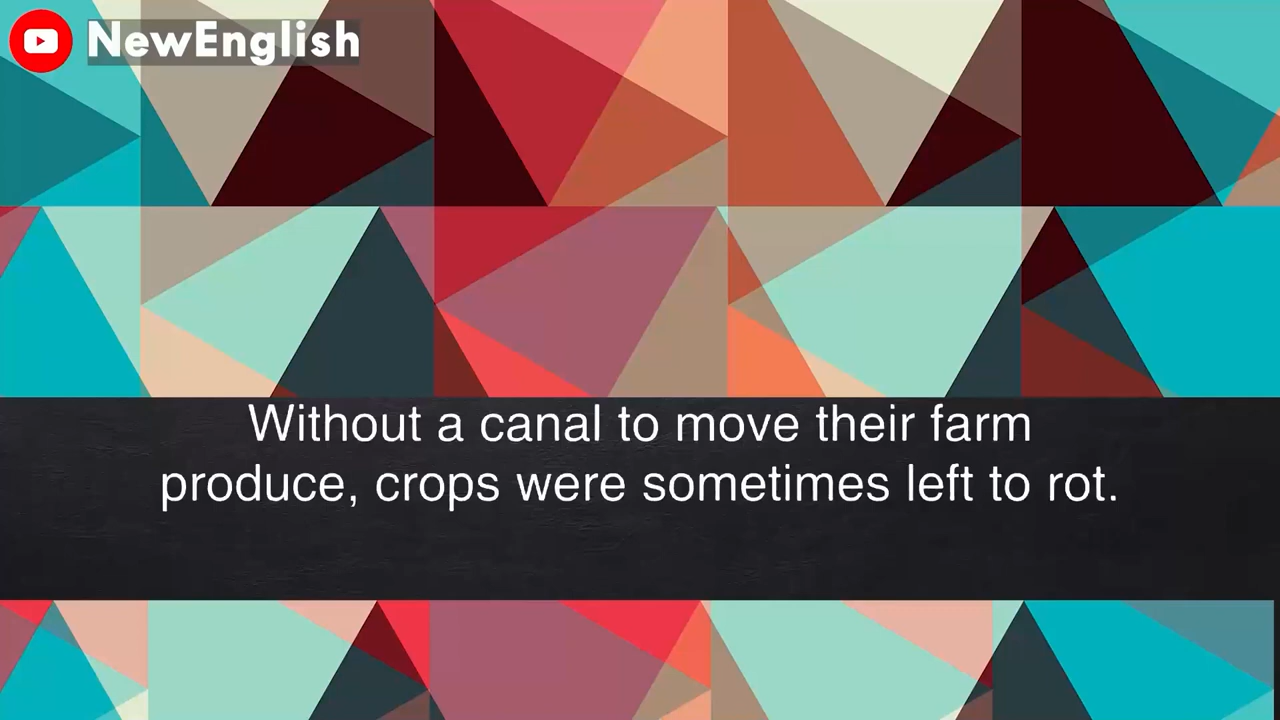 NewEnglish
Without a canal to move their farm
produce, crops were sometimes left to rot.